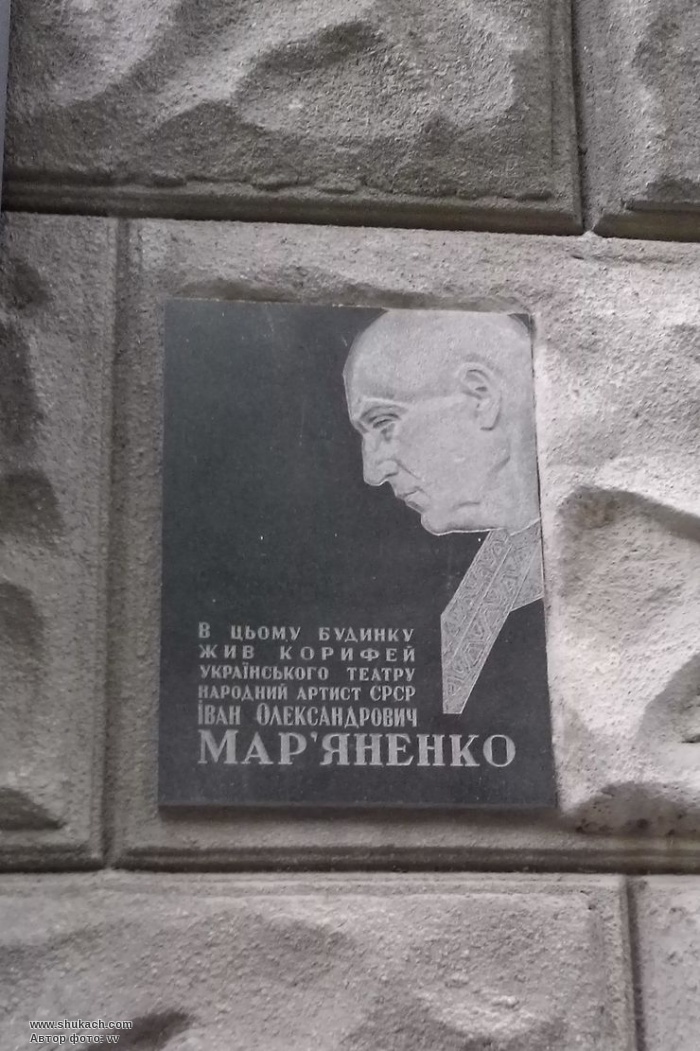 В ЦЬОМУ БУДИНКУ
ЖИВ КОРИФЕЙ
УКРАЇНСЬКОГО ТЕАТРУ
НАРОДНИЙ АРТИСТ СРСР
ІВАН ОЛЕКСАНДРОВИЧ
МАР'ЯНЕНКО
www.shukach.com
Автор фото: vv